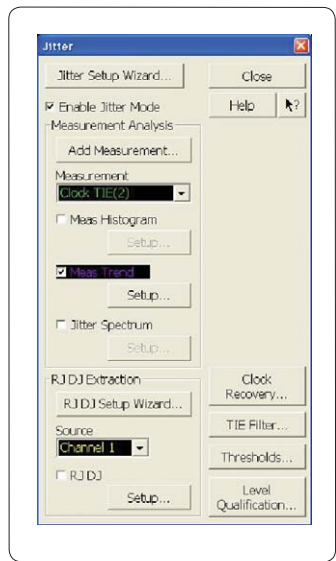 Jitter
Jitter Setup Wizard...
Close
Enable Jitter Mode
Help
?
Measurement Analysis
Add Measurement...
Measurement
Clock TIE(2)
Meas Histogram
Setup...
Meas Trend
Setup...
Jitter Spectrum
Setup...
RJ DJ Extraction
RJ DJ Setup Wizard...
Source
Channel 1
RJ DJ
Setup...
Clock
Recovery...
TIE Filter...
Thresholds...
Level
Qualification...